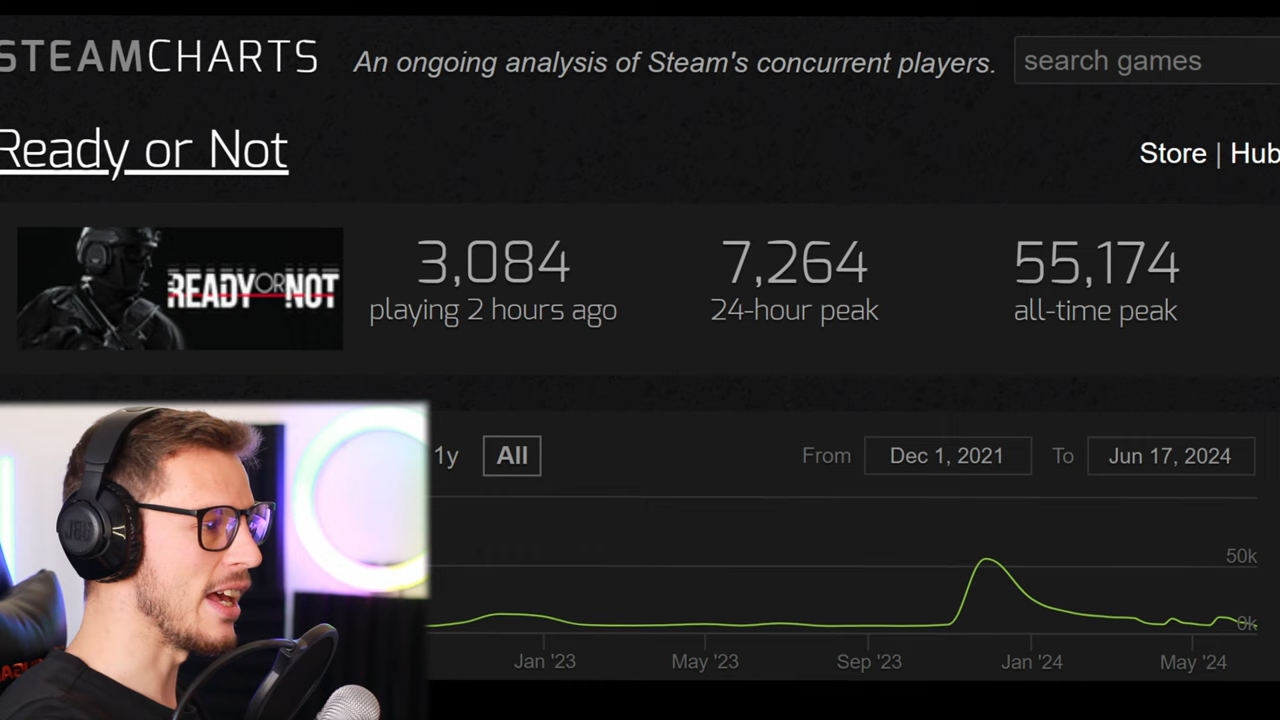 STEAMCHARTS An ongoing analysis of Steam's concurrent players. search games
Ready or Not
Store | Hub
READY OR NOT
3,084 7,264 55,174
playing 2 hours ago 24-hour peak all-time peak
1y All From Dec 1, 2021 To Jun 17, 2024
50k
0k
Jan '23 May '23 Sep '23 Jan '24 May '24
JBL